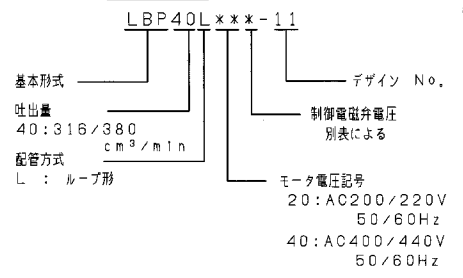 LBP40L***-11
基本形式
デザイン No.
吐出量
40:316/380
cm³/min
制御電磁弁電圧
別表による
配管方式
L : ループ形
モータ電圧記号
20:AC200/220V
50/60Hz
40:AC400/440V
50/60Hz